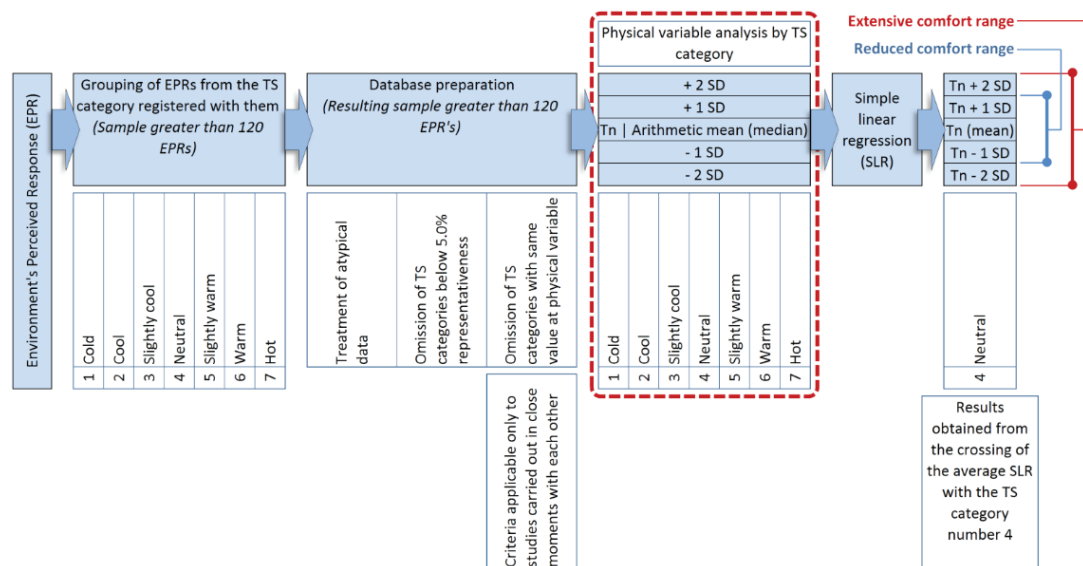 Extensive comfort range
Reduced comfort range
Environment's Perceived Response (EPR)
Grouping of EPRs from the TS
category registered with them
(Sample greater than 120
EPRs)
1 Cold
2 Cool
3 Slightly cool
4 Neutral
5 Slightly warm
6 Warm
7 Hot
Database preparation
(Resulting sample greater than 120
EPR's)
Treatment of atypical
data
Omission of TS
categories below 5.0%
representativeness
Omission of TS
categories with same
value at physical variable
Criteria applicable only to
studies carried out in close
moments with each other
Physical variable analysis by TS
category
+ 2 SD
+ 1 SD
Tn | Arithmetic mean (median)
- 1 SD
- 2 SD
1 Cold
2 Cool
3 Slightly cool
4 Neutral
5 Slightly warm
6 Warm
7 Hot
Simple
linear
regression
(SLR)
Tn + 2 SD
Tn + 1 SD
Tn (mean)
Tn - 1 SD
Tn - 2 SD
4 Neutral
Results
obtained from
the crossing of
the average SLR
with the TS
category
number 4